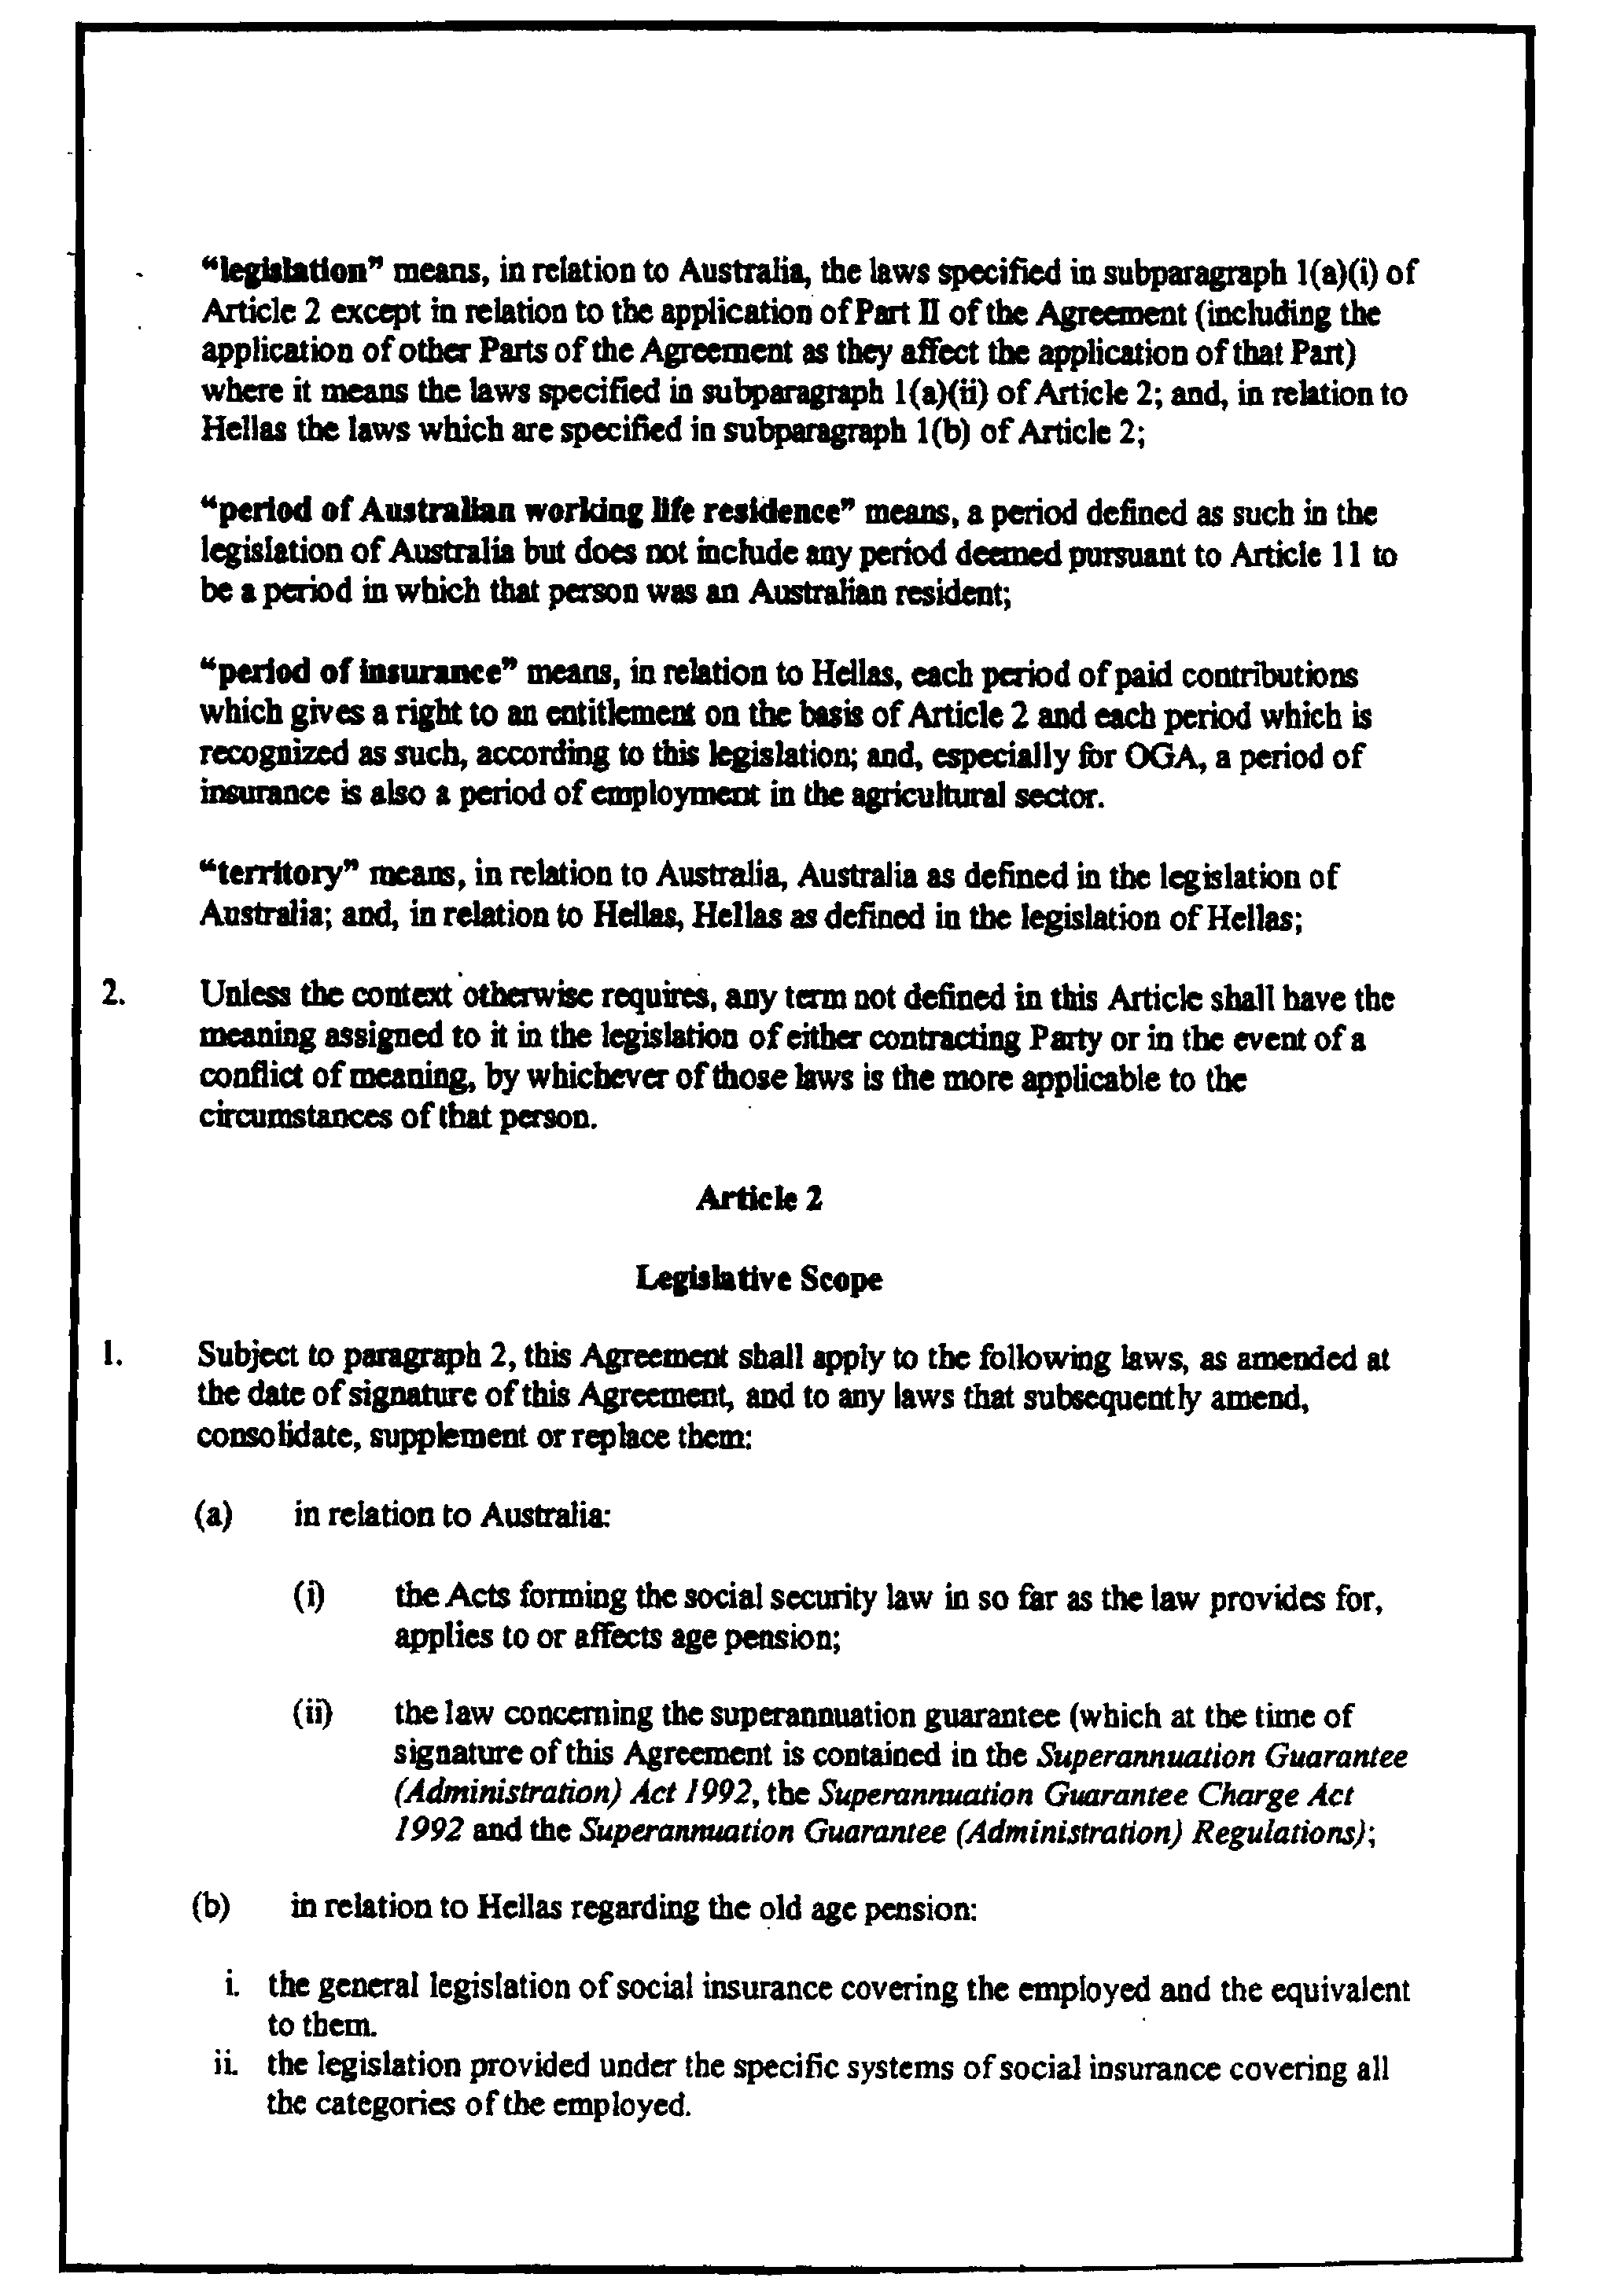 “legislation” means, in relation to Australia, the laws specified in subparagraph 1(a)(i) of
Article 2 except in relation to the application of Part II of the Agreement (including the
application of other Parts of the Agreement as they affect the application of that Part)
where it means the laws specified in subparagraph 1(a)(ii) of Article 2; and, in relation to
Hellas the laws which are specified in subparagraph 1(b) of Article 2;
“period of Australian working life residence” means, a period defined as such in the
legislation of Australia but does not include any period deemed pursuant to Article 11 to
be a period in which that person was an Australian resident;
“period of insurance” means, in relation to Hellas, each period of paid contributions
which gives a right to an entitlement on the basis of Article 2 and each period which is
recognized as such, according to this legislation; and, especially for OGA, a period of
insurance is also a period of employment in the agricultural sector.
“territory” means, in relation to Australia, Australia as defined in the legislation of
Australia; and, in relation to Hellas, Hellas as defined in the legislation of Hellas;
2. Unless the context otherwise requires, any term not defined in this Article shall have the
meaning assigned to it in the legislation of either contracting Party or in the event of a
conflict of meaning, by whichever of those laws is the more applicable to the
circumstances of that person.
Article 2
Legislative Scope
1. Subject to paragraph 2, this Agreement shall apply to the following laws, as amended at
the date of signature of this Agreement, and to any laws that subsequently amend,
consolidate, supplement or replace them:
(a) in relation to Australia:
(i) the Acts forming the social security law in so far as the law provides for,
applies to or affects age pension;
(ii) the law concerning the superannuation guarantee (which at the time of
signature of this Agreement is contained in the Superannuation Guarantee
(Administration) Act 1992, the Superannuation Guarantee Charge Act
1992 and the Superannuation Guarantee (Administration) Regulations);
(b) in relation to Hellas regarding the old age pension:
i. the general legislation of social insurance covering the employed and the equivalent
to them.
ii. the legislation provided under the specific systems of social insurance covering all
the categories of the employed.